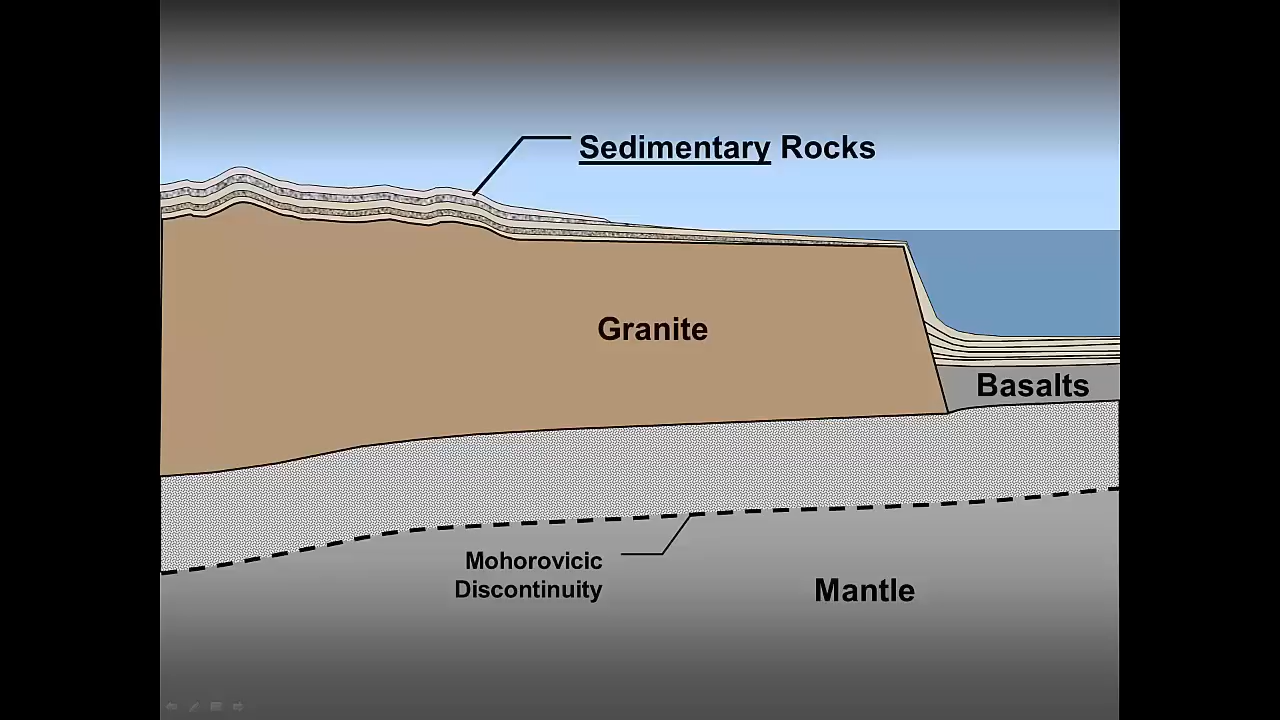 Sedimentary Rocks
Granite
Basalts
Mohorovicic
Discontinuity
Mantle